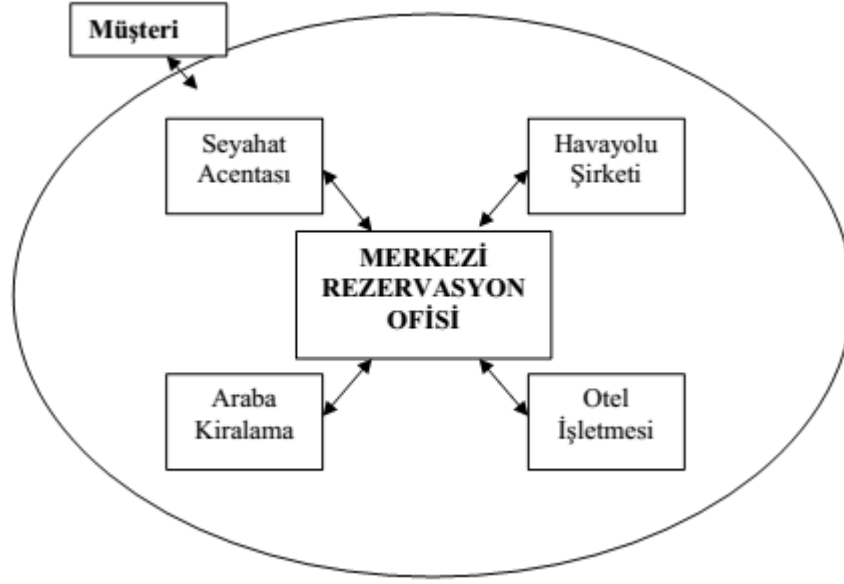 Müşteri
Seyahat
Acentası
Havayolu
Şirketi
MERKEZİ
REZERVASYON
OFİSİ
Araba
Kiralama
Otel
İşletmesi